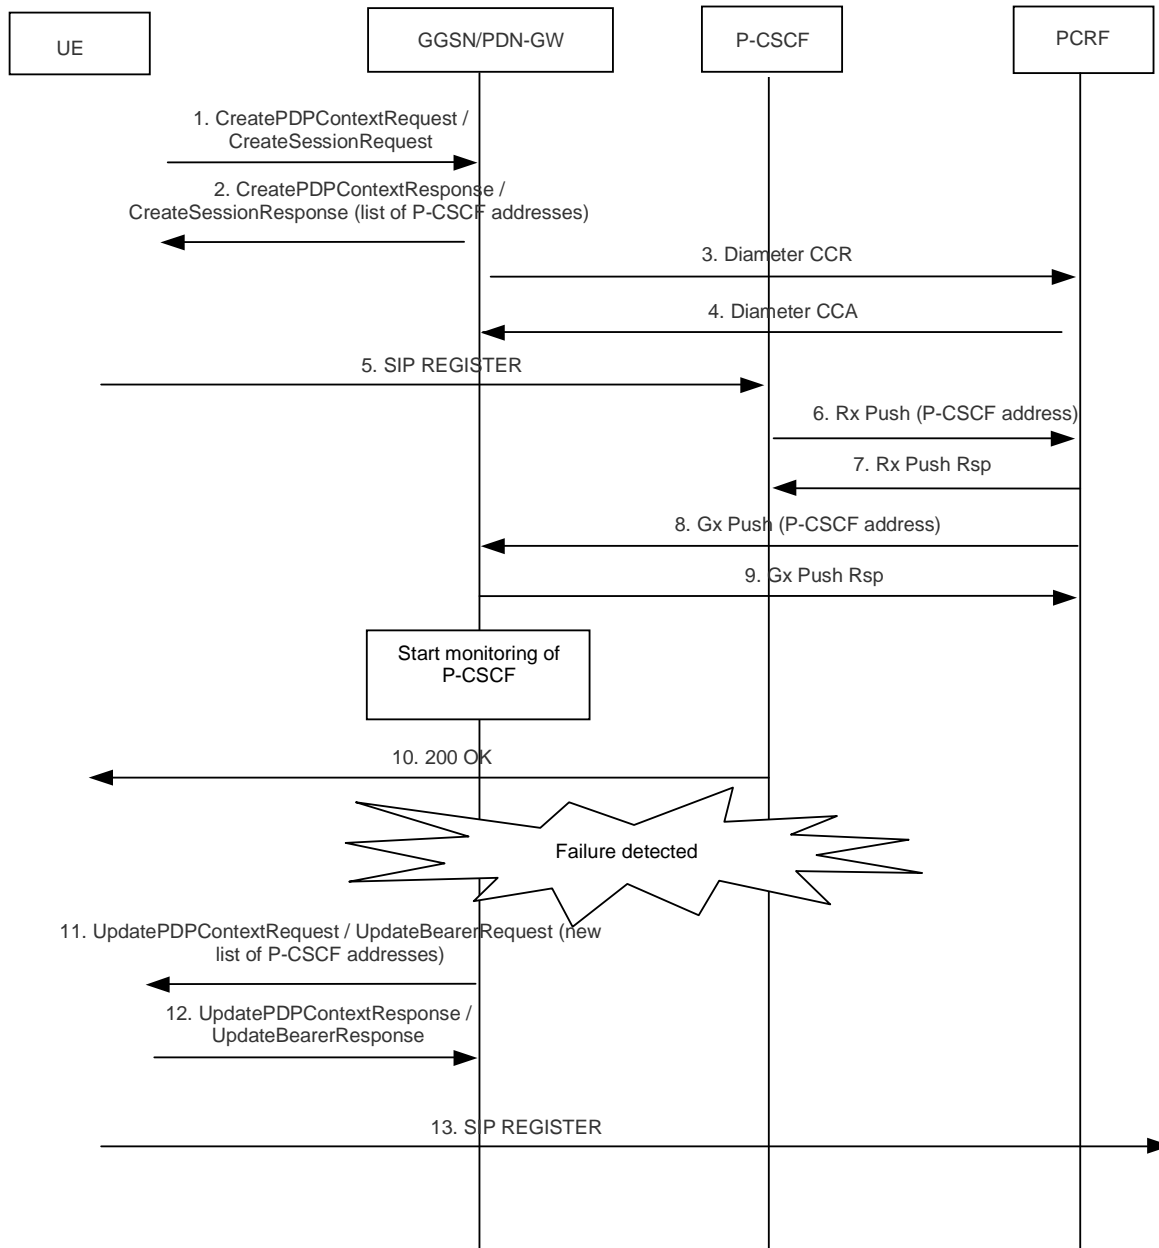 UE
GGSN/PDN-GW
P-CSCF
PCRF
1. CreatePDPContextRequest /
CreateSessionRequest
2. CreatePDPContextResponse /
CreateSessionResponse (list of P-CSCF addresses)
3. Diameter CCR
4. Diameter CCA
5. SIP REGISTER
6. Rx Push (P-CSCF address)
7. Rx Push Rsp
8. Gx Push (P-CSCF address)
9. Gx Push Rsp
Start monitoring of
P-CSCF
10. 200 OK
Failure detected
11. UpdatePDPContextRequest / UpdateBearerRequest (new
list of P-CSCF addresses)
12. UpdatePDPContextResponse /
UpdateBearerResponse
13. SIP REGISTER